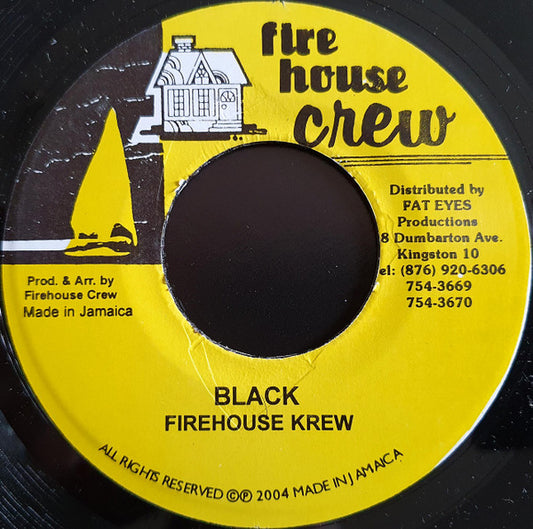 fire
house
crew
Distributed by
FAT EYES
Productions
8 Dumbarton Ave.
Kingston 10
el: (876) 920-6306
754-3669
754-3670
Prod. & Arr. by
Firehouse Crew
Made in Jamaica
BLACK
FIREHOUSE KREW
ALL RIGHTS RESERVED ©℗ 2004 MADE IN JAMAICA